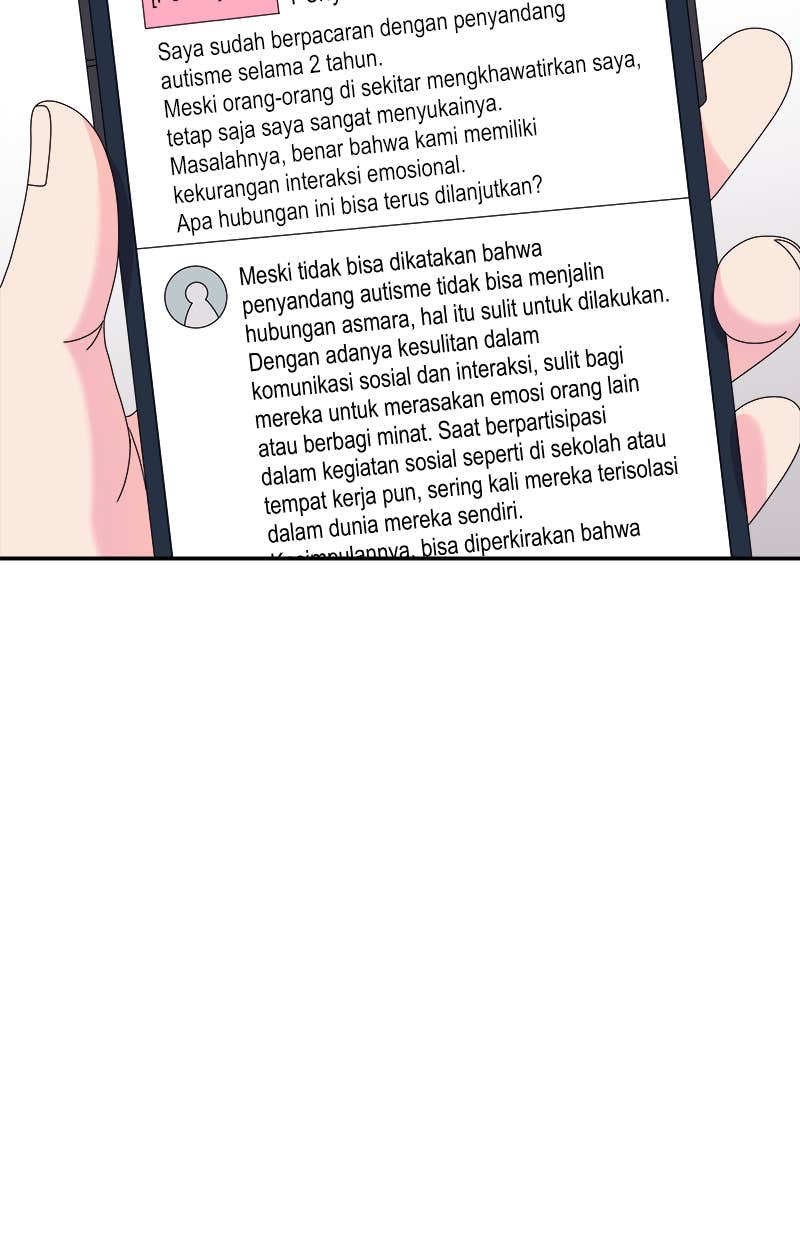 Saya sudah berpacaran dengan penyandang
autisme selama 2 tahun.
Meski orang-orang di sekitar mengkhawatirkan saya,
tetap saja saya sangat menyukainya.
Masalahnya, benar bahwa kami memiliki
kekurangan interaksi emosional.
Apa hubungan ini bisa terus dilanjutkan?
Meski tidak bisa dikatakan bahwa
penyandang autisme tidak bisa menjalin
hubungan asmara, hal itu sulit untuk dilakukan.
Dengan adanya kesulitan dalam
komunikasi sosial dan interaksi, sulit bagi
mereka untuk merasakan emosi orang lain
atau berbagi minat. Saat berpartisipasi
dalam kegiatan sosial seperti di sekolah atau
tempat kerja pun, sering kali mereka terisolasi
dalam dunia mereka sendiri.
Kesimpulannya, bisa diperkirakan bahwa